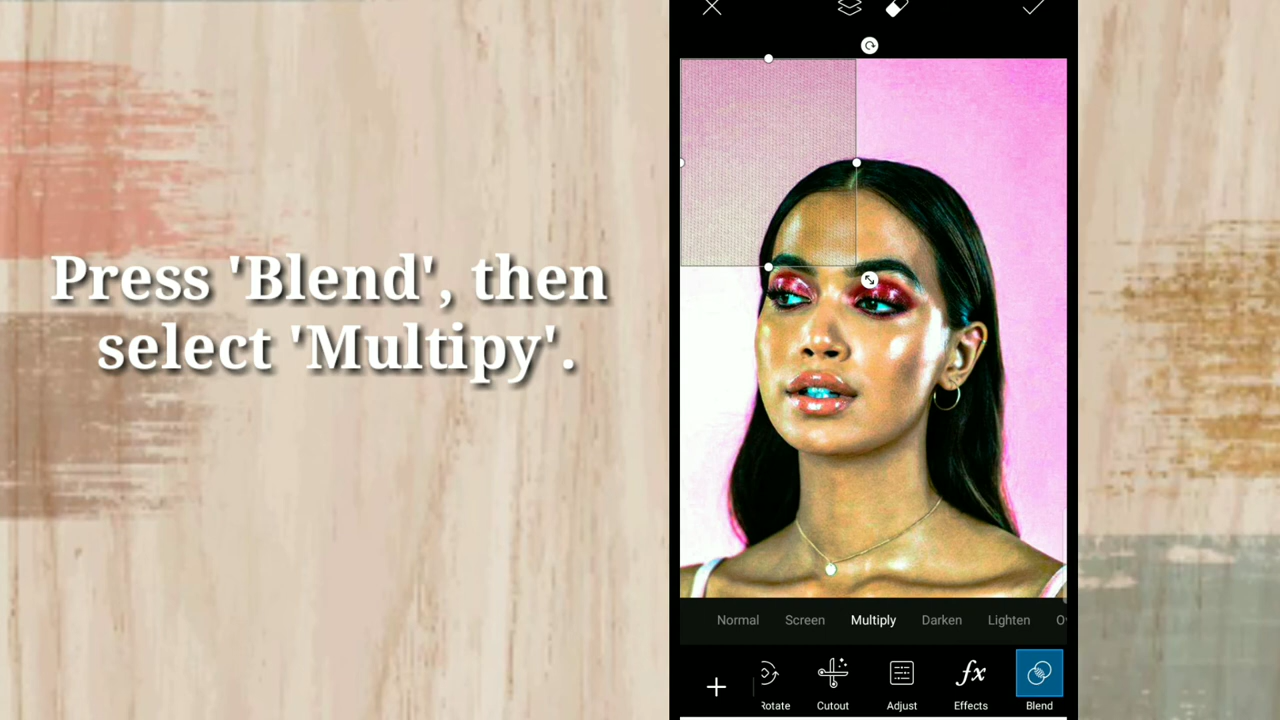 Press 'Blend', then
select 'Multipy'.
Normal Screen Multiply Darken Lighten
Rotate Cutout Adjust Effects Blend